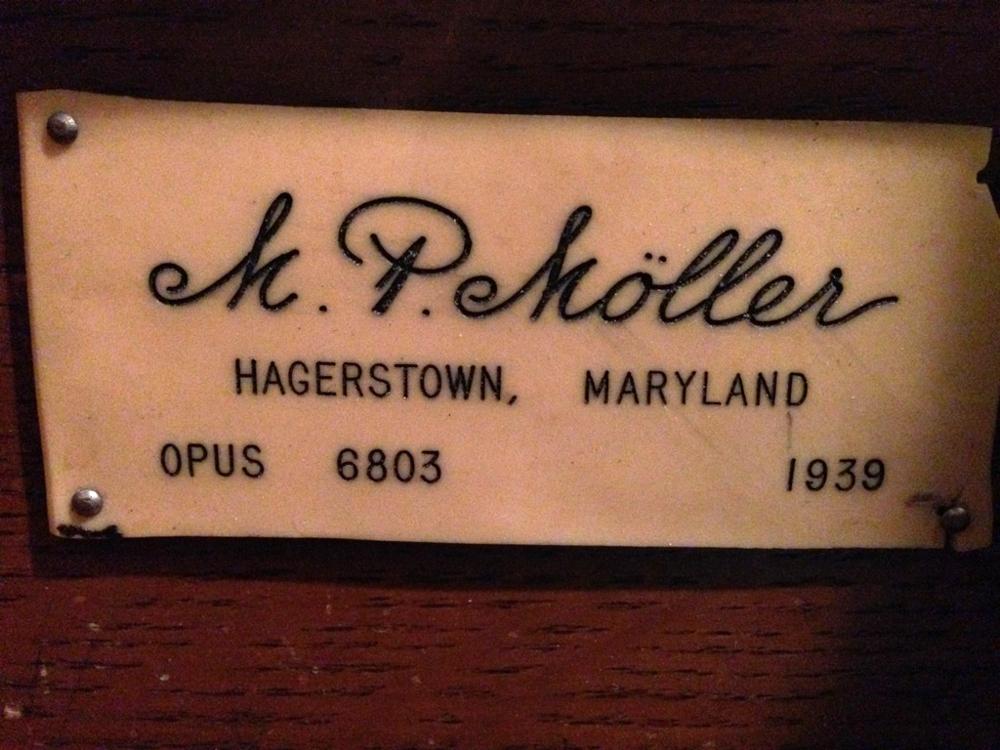 M. P. Möller
HAGERSTOWN, MARYLAND
OPUS 6803 1939